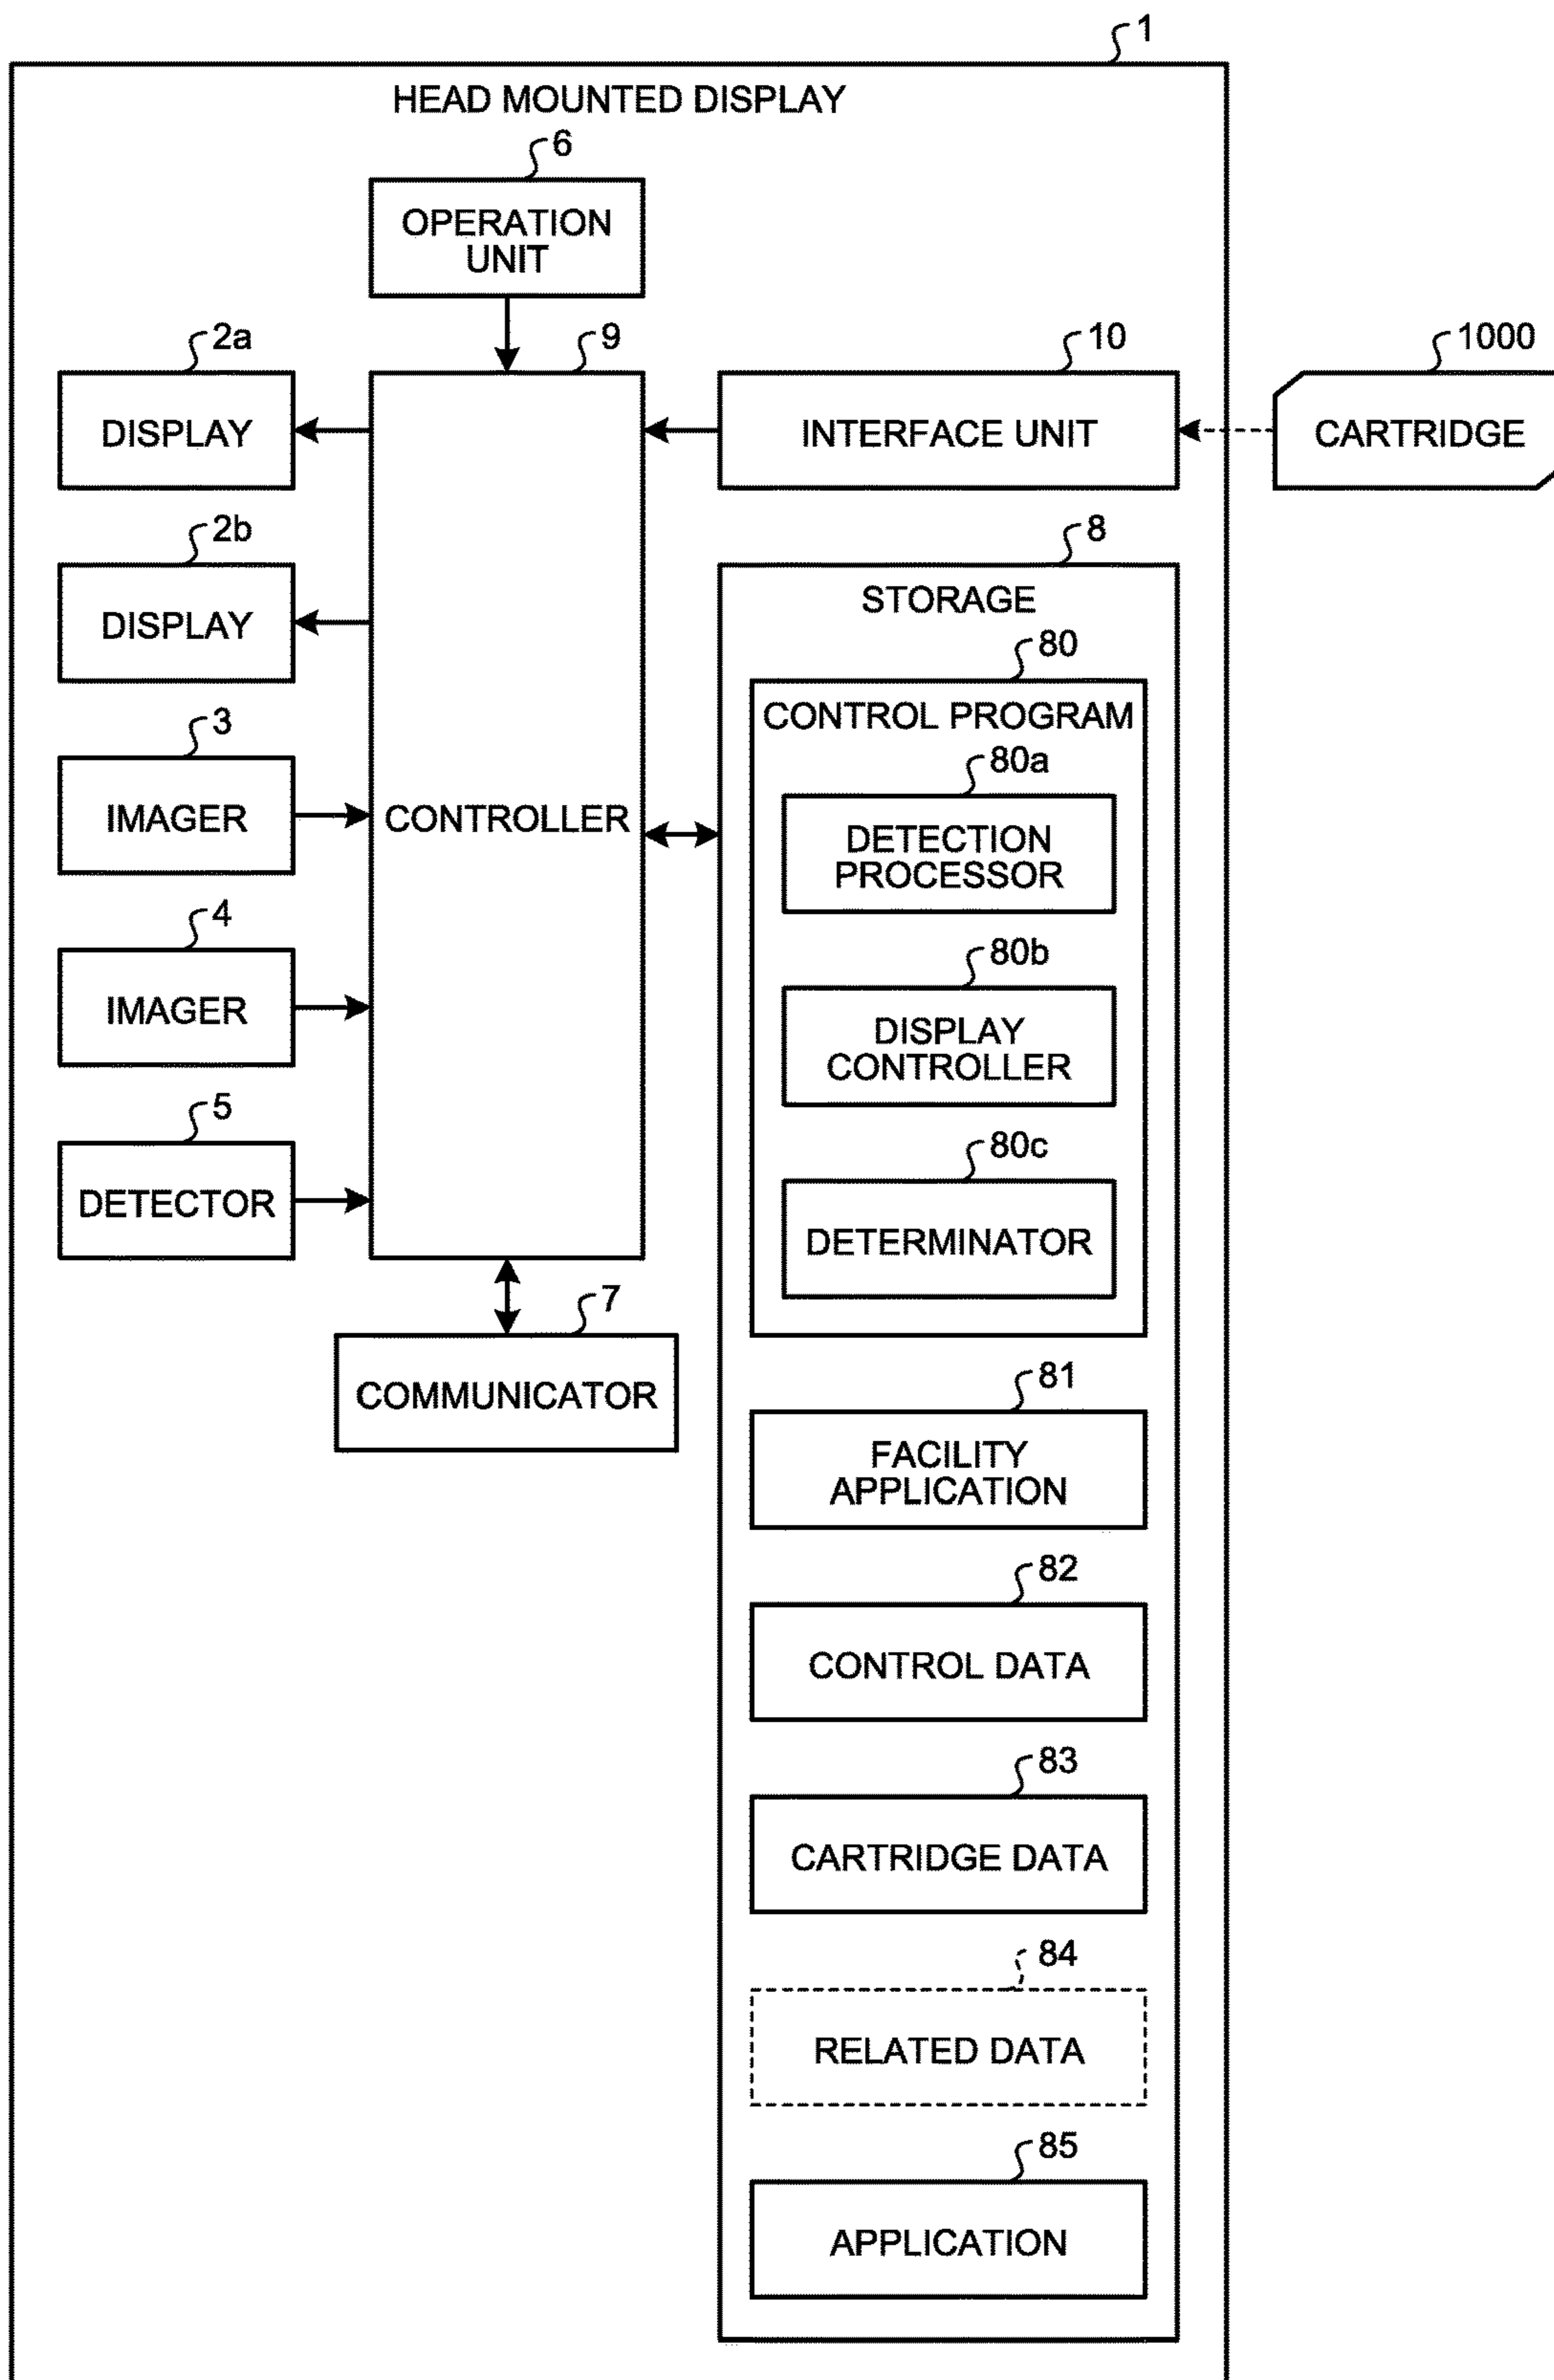 1
HEAD MOUNTED DISPLAY
6
OPERATION
UNIT
2a
9
10
1000
DISPLAY
INTERFACE UNIT
CARTRIDGE
2b
8
DISPLAY
STORAGE
80
CONTROL PROGRAM
3
80a
IMAGER
CONTROLLER
DETECTION
PROCESSOR
4
80b
IMAGER
DISPLAY
CONTROLLER
5
80c
DETECTOR
DETERMINATOR
7
COMMUNICATOR
81
FACILITY
APPLICATION
82
CONTROL DATA
83
CARTRIDGE DATA
84
RELATED DATA
85
APPLICATION